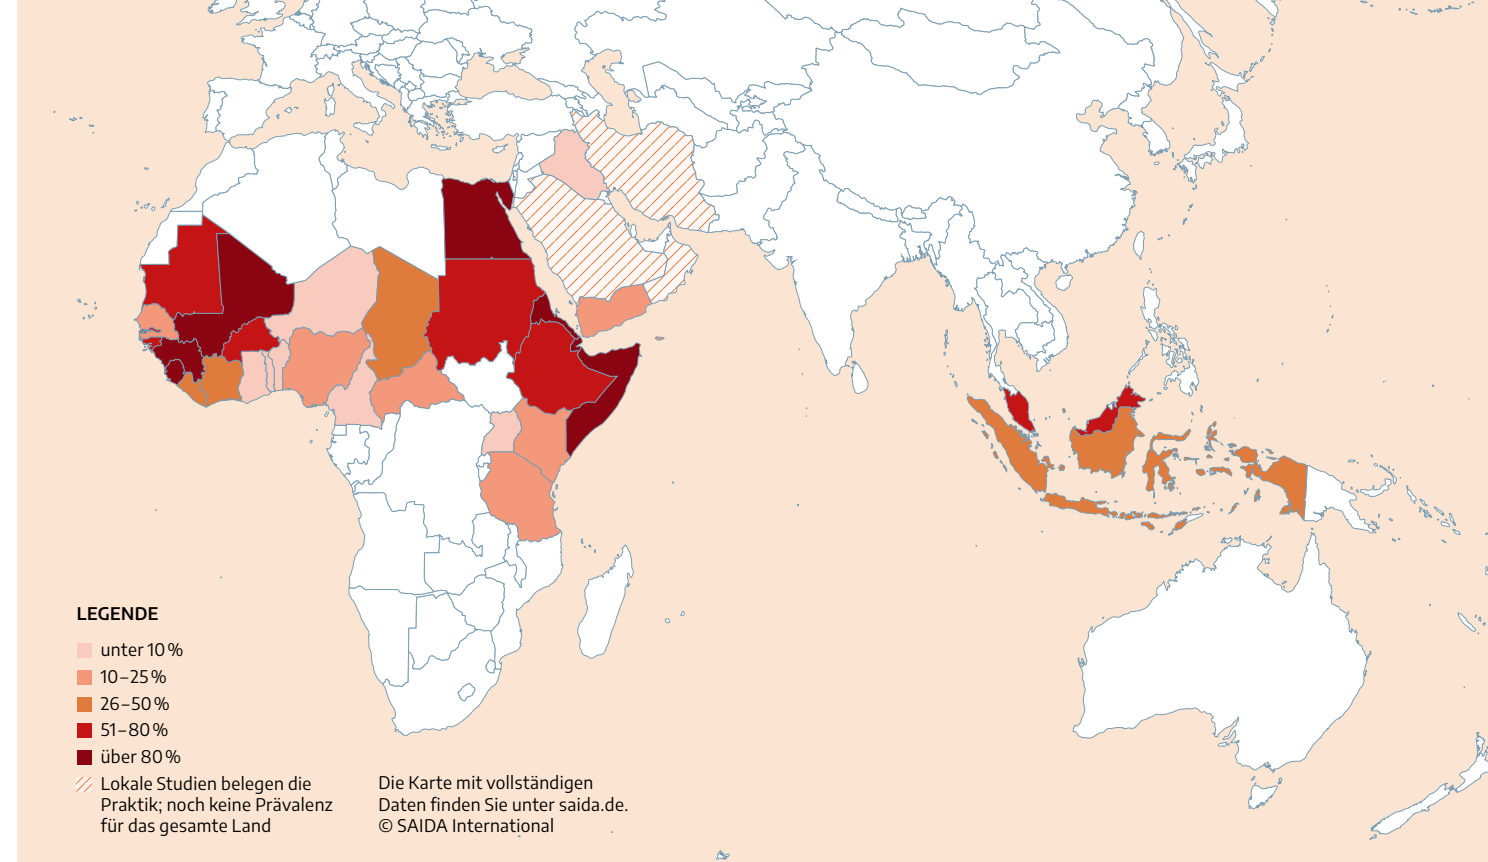 LEGENDE
unter 10 %
10–25 %
26–50 %
51–80 %
über 80 %
Lokale Studien belegen die
Praktik; noch keine Prävalenz
für das gesamte Land
Die Karte mit vollständigen
Daten finden Sie unter saida.de.
© SAIDA International